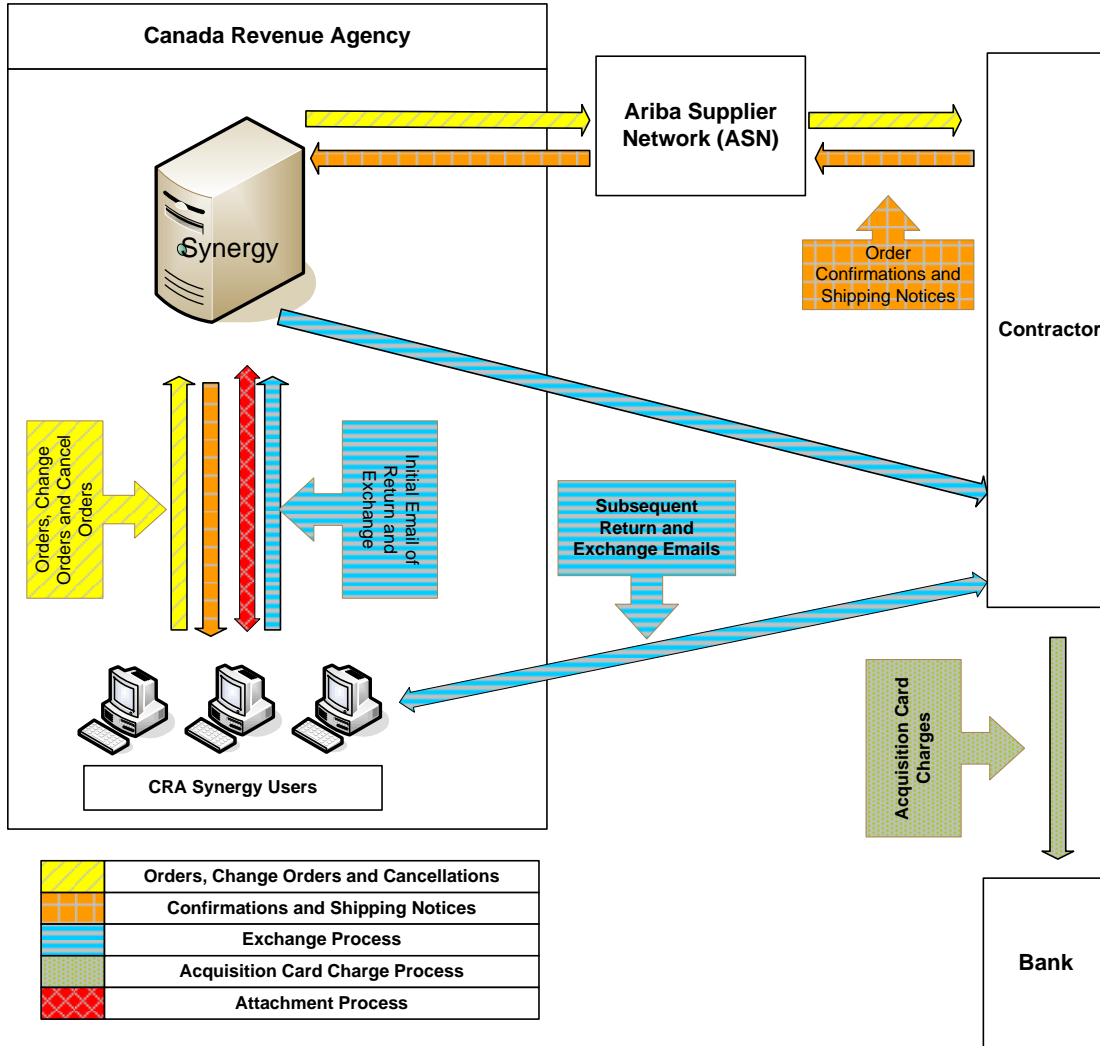 Canada Revenue Agency
Ariba Supplier
Network (ASN)
Synergy
Order
Confirmations and
Shipping Notices
Contractor
Orders, Change
Orders and Cancel
Orders
Initial Email of
Return and
Exchange
Subsequent
Return and
Exchange Emails
Acquisition Card
Charges
CRA Synergy Users
Orders, Change Orders and Cancellations
Confirmations and Shipping Notices
Exchange Process
Acquisition Card Charge Process
Attachment Process
Bank